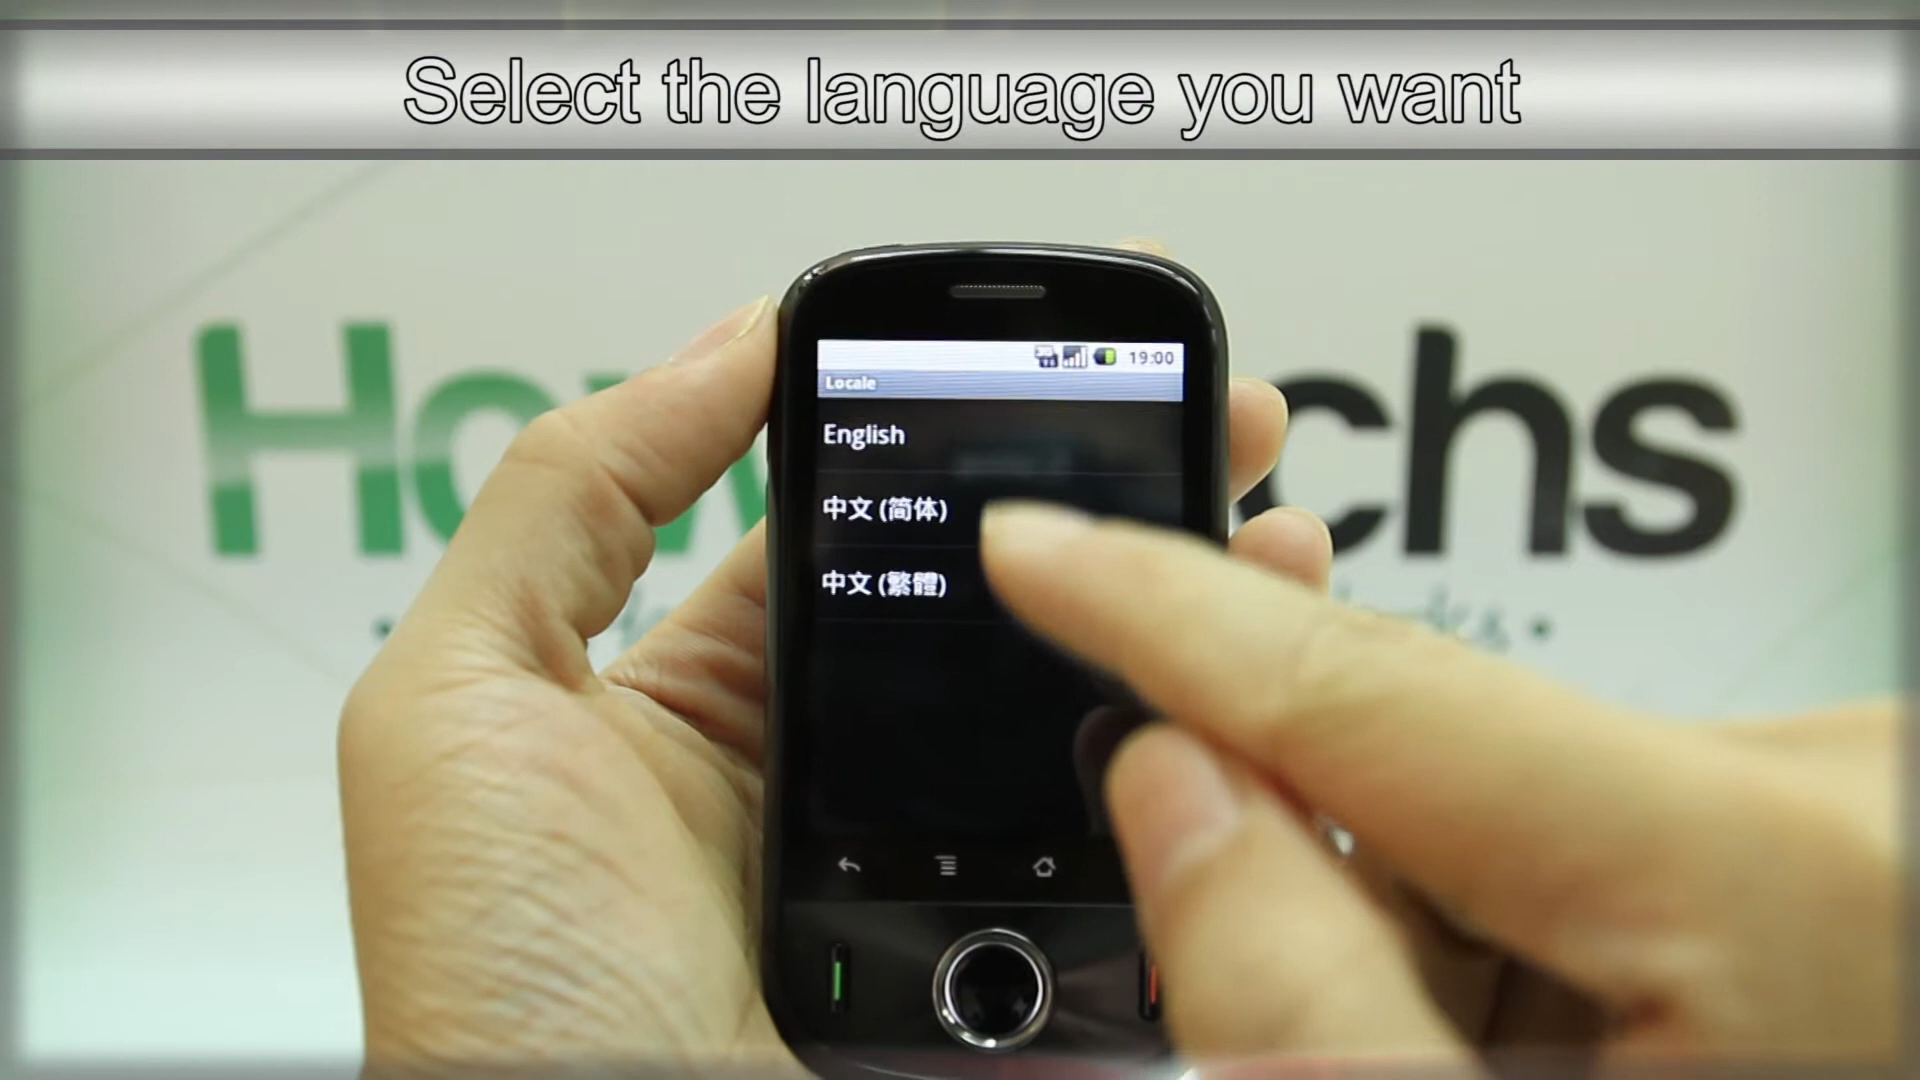 Select the language you want
19:00
Locale
English
中文 (简体)
中文 (繁體)